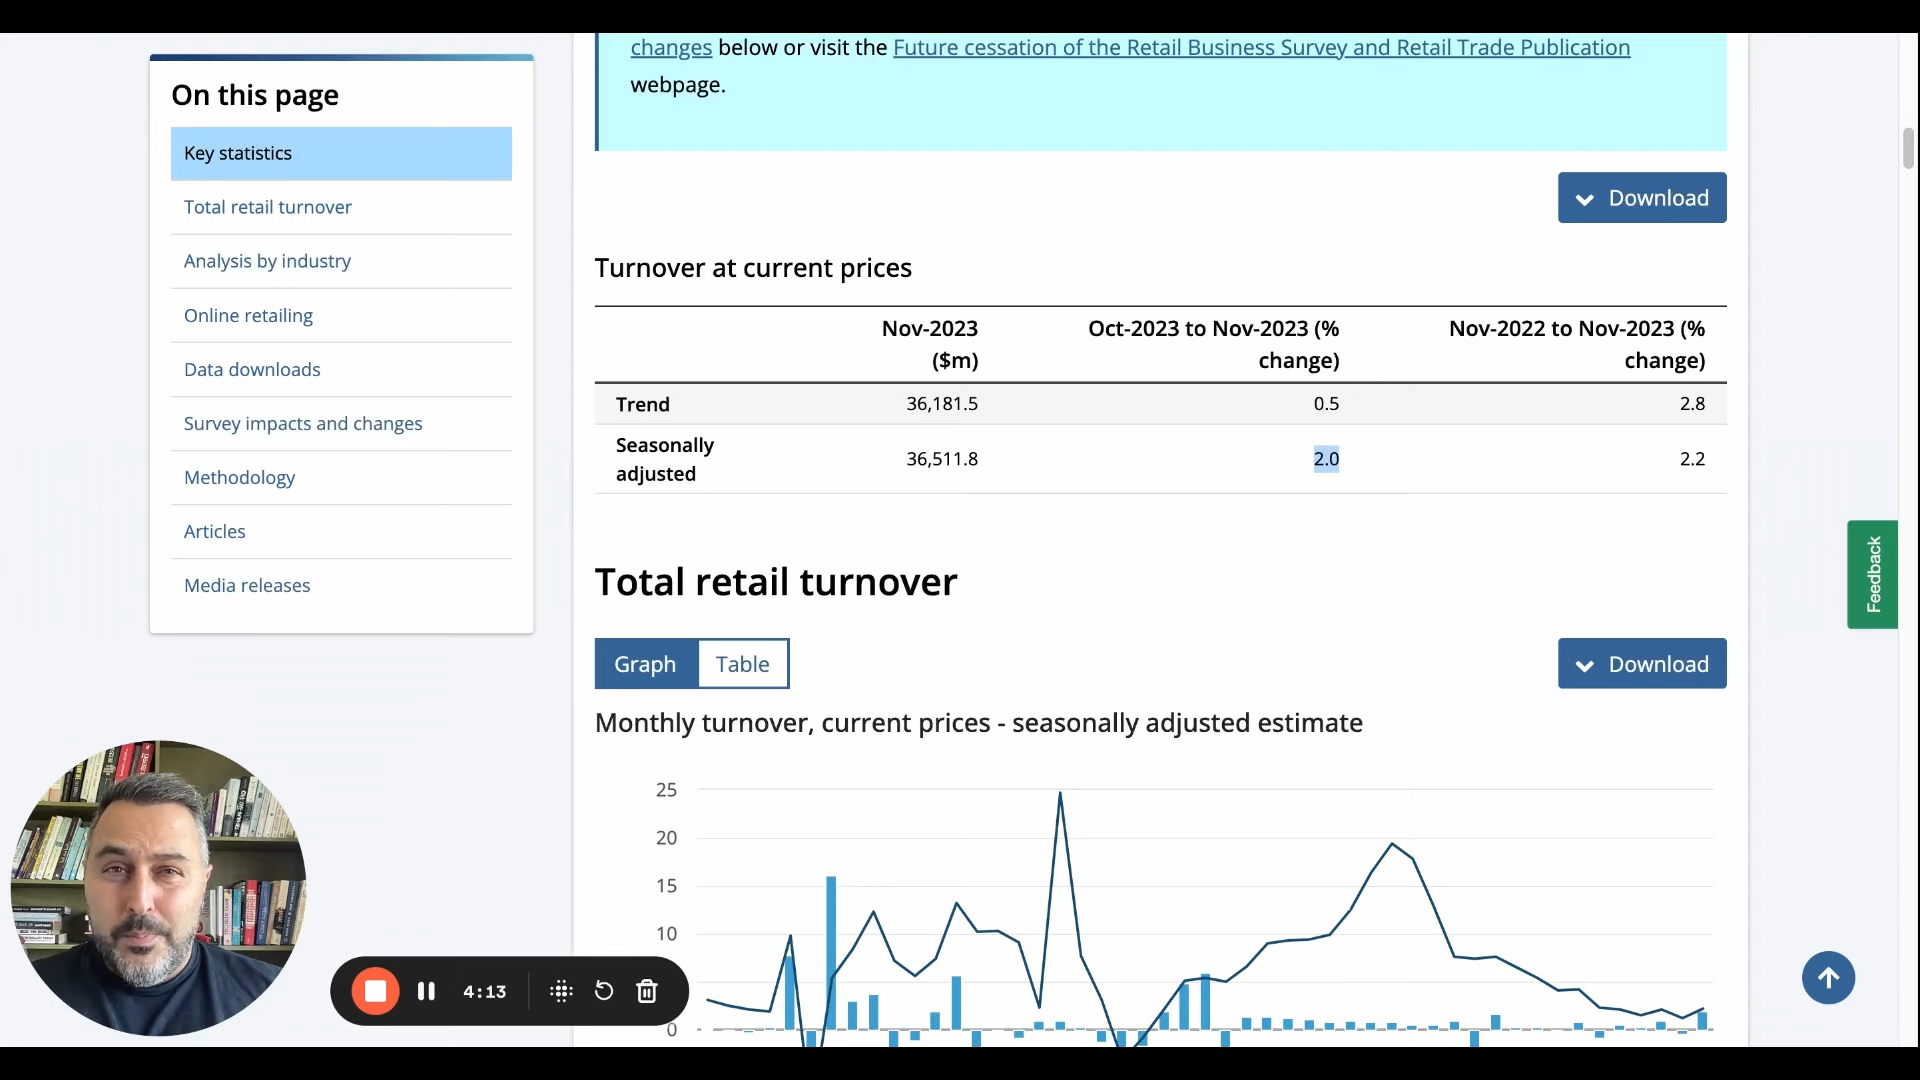 changes below or visit the Future cessation of the Retail Business Survey and Retail Trade Publication
webpage.
On this page
Key statistics
Total retail turnover
Analysis by industry
Online retailing
Data downloads
Survey impacts and changes
Methodology
Articles
Media releases
Download
Turnover at current prices
Nov-2023 ($m) Oct-2023 to Nov-2023 (% change) Nov-2022 to Nov-2023 (% change)
Trend 36,181.5 0.5 2.8
Seasonally adjusted 36,511.8 2.0 2.2
Total retail turnover
Graph Table
Download
Monthly turnover, current prices - seasonally adjusted estimate
25
20
15
10
0
4:13
Feedback